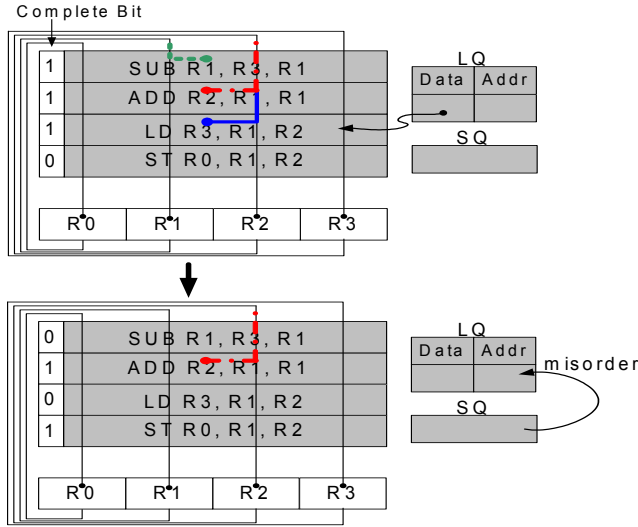 Complete Bit
1 SUB R1, R3, R1
1 ADD R2, R1, R1
1 LD R3, R1, R2
0 ST R0, R1, R2
LQ
Data Addr
SQ
R0 R1 R2 R3
0 SUB R1, R3, R1
1 ADD R2, R1, R1
0 LD R3, R1, R2
1 ST R0, R1, R2
LQ
Data Addr
misorder
SQ
R0 R1 R2 R3